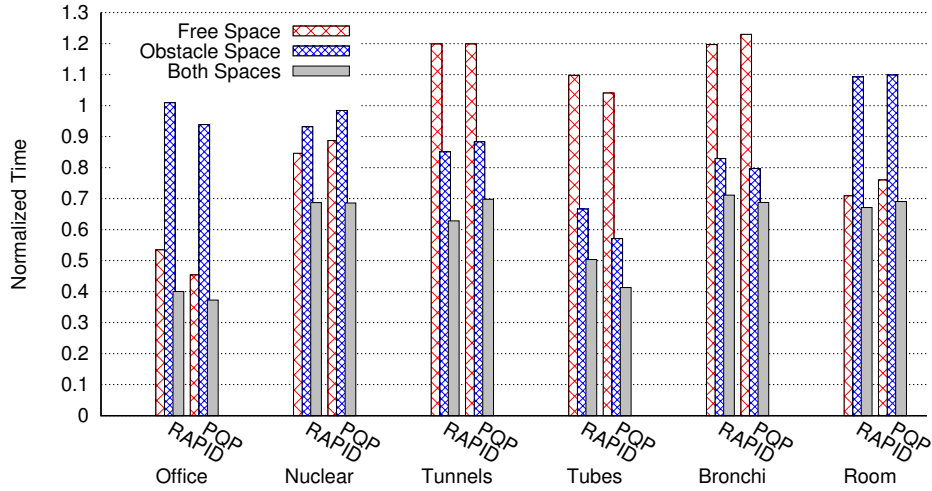 Normalized Time
1.3
1.2
1.1
1
0.9
0.8
0.7
0.6
0.5
0.4
0.3
0.2
0.1
0
Free Space
Obstacle Space
Both Spaces
RAPID PQP RAPID PQP RAPID PQP RAPID PQP RAPID PQP RAPID PQP
Office Nuclear Tunnels Tubes Bronchi Room